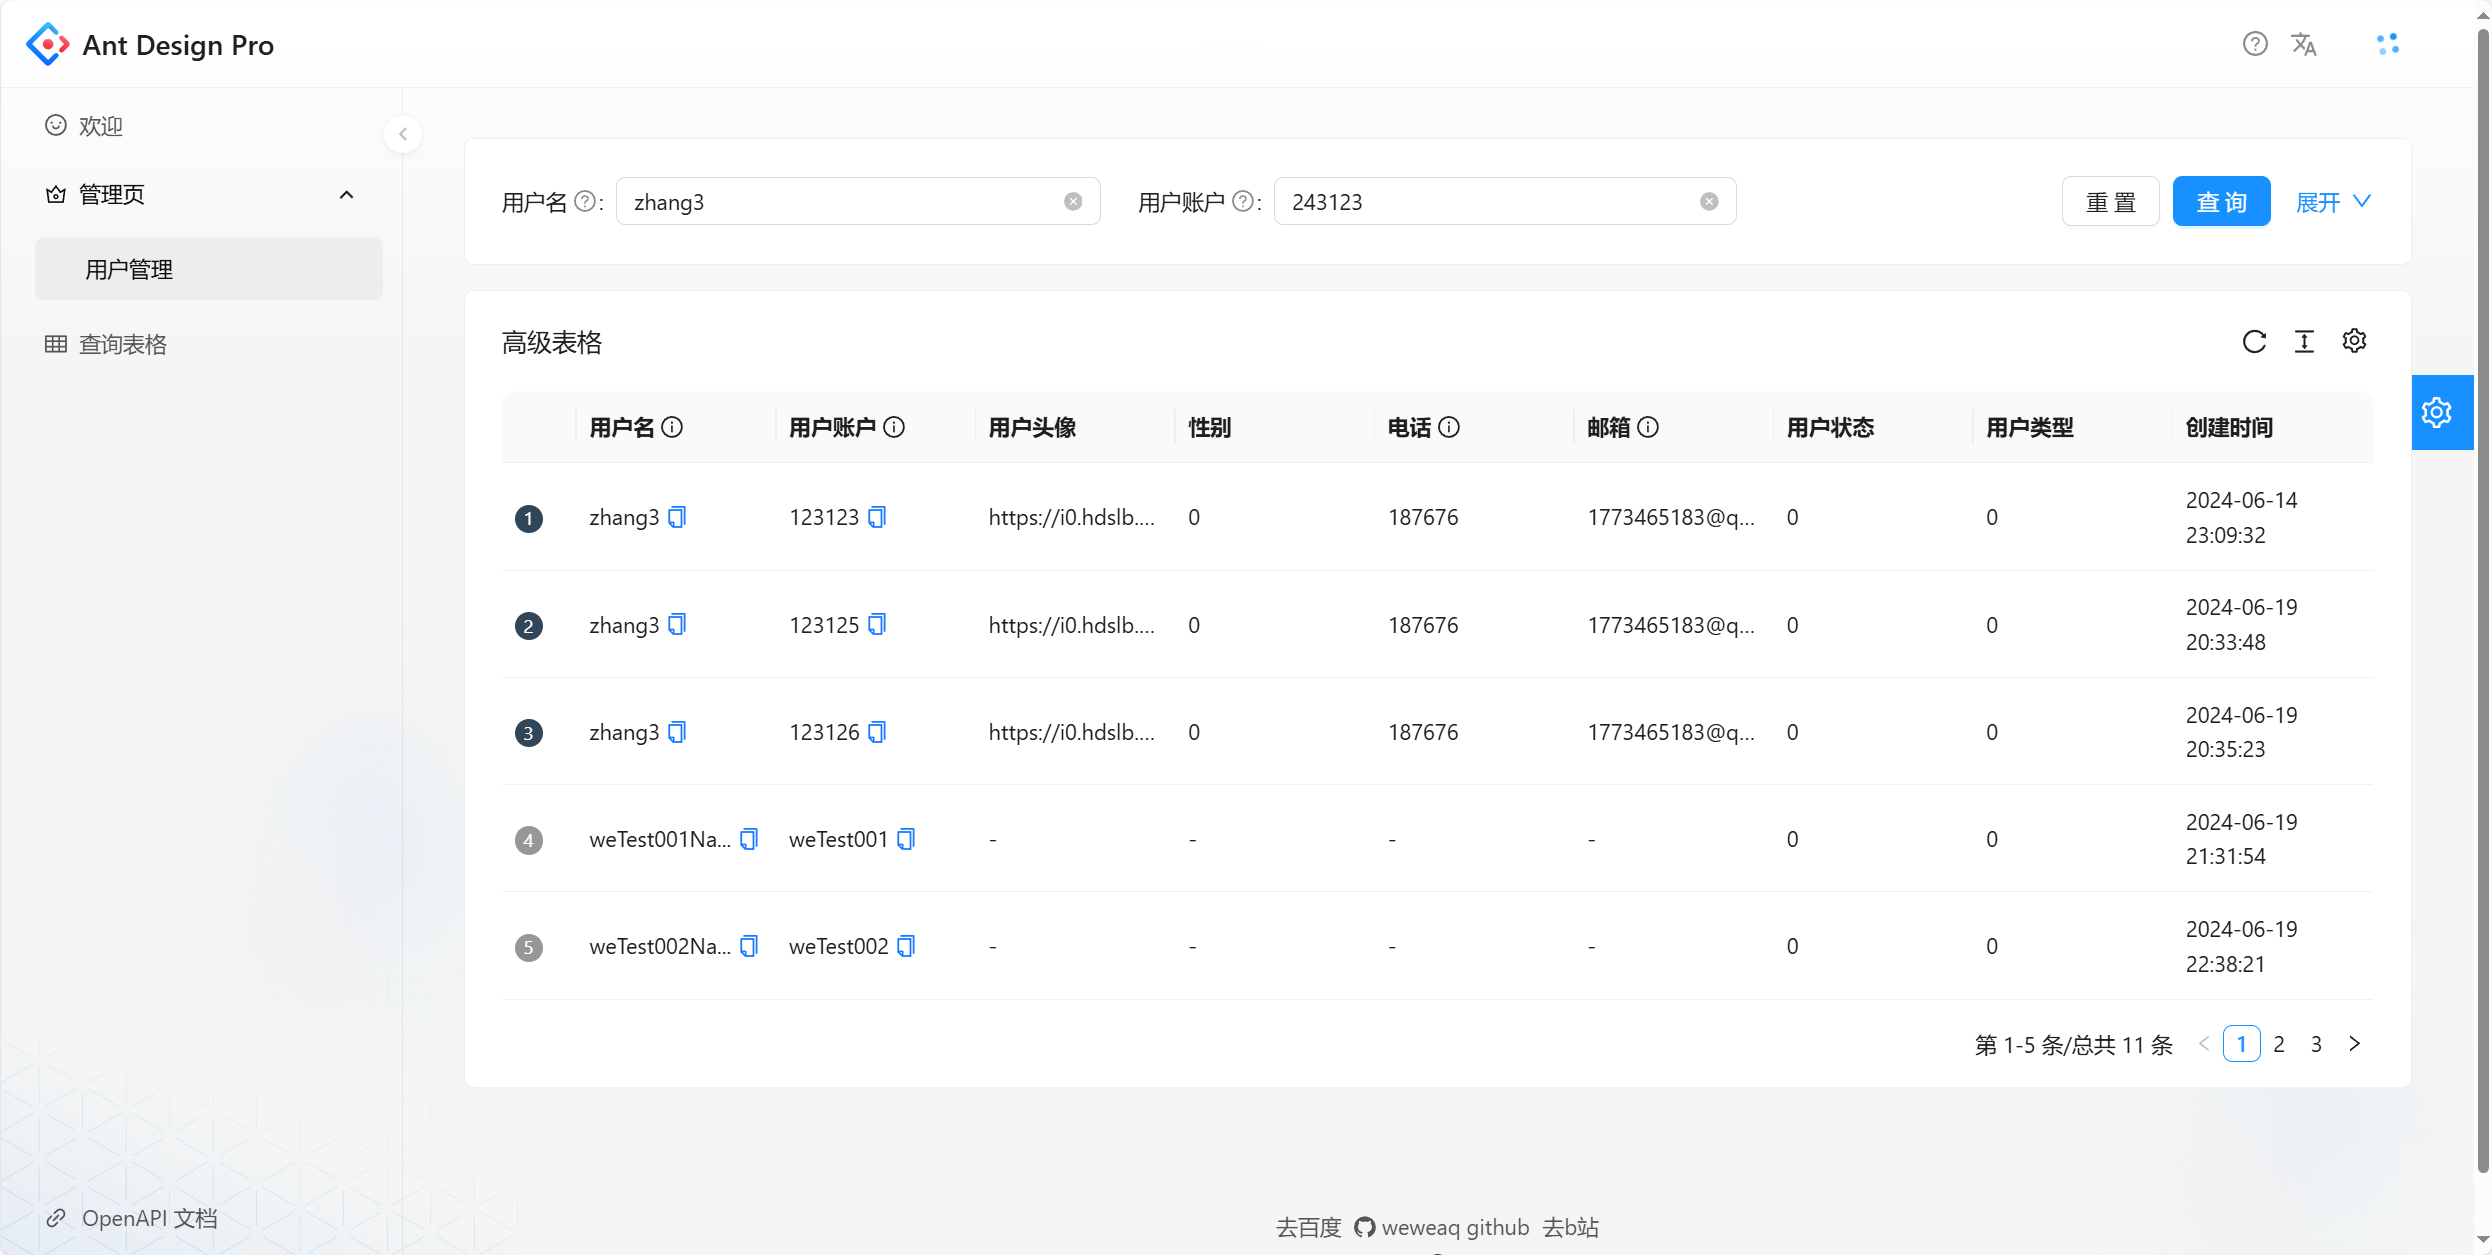 Ant Design Pro
欢迎
管理页
用户管理
查询表格
OpenAPI 文档
用户名 : zhang3 用户账户 : 243123 重 置 查 询 展开
高级表格
用户名 用户账户 用户头像 性别 电话 邮箱 用户状态 用户类型 创建时间
1 zhang3 123123 https://i0.hdslb.... 0 187676 1773465183@q... 0 0 2024-06-14
23:09:32
2 zhang3 123125 https://i0.hdslb.... 0 187676 1773465183@q... 0 0 2024-06-19
20:33:48
3 zhang3 123126 https://i0.hdslb.... 0 187676 1773465183@q... 0 0 2024-06-19
20:35:23
4 weTest001Na... weTest001 - - - - 0 0 2024-06-19
21:31:54
5 weTest002Na... weTest002 - - - - 0 0 2024-06-19
22:38:21
第 1-5 条/总共 11 条 < 1 2 3 >
去百度 weweaq github 去b站